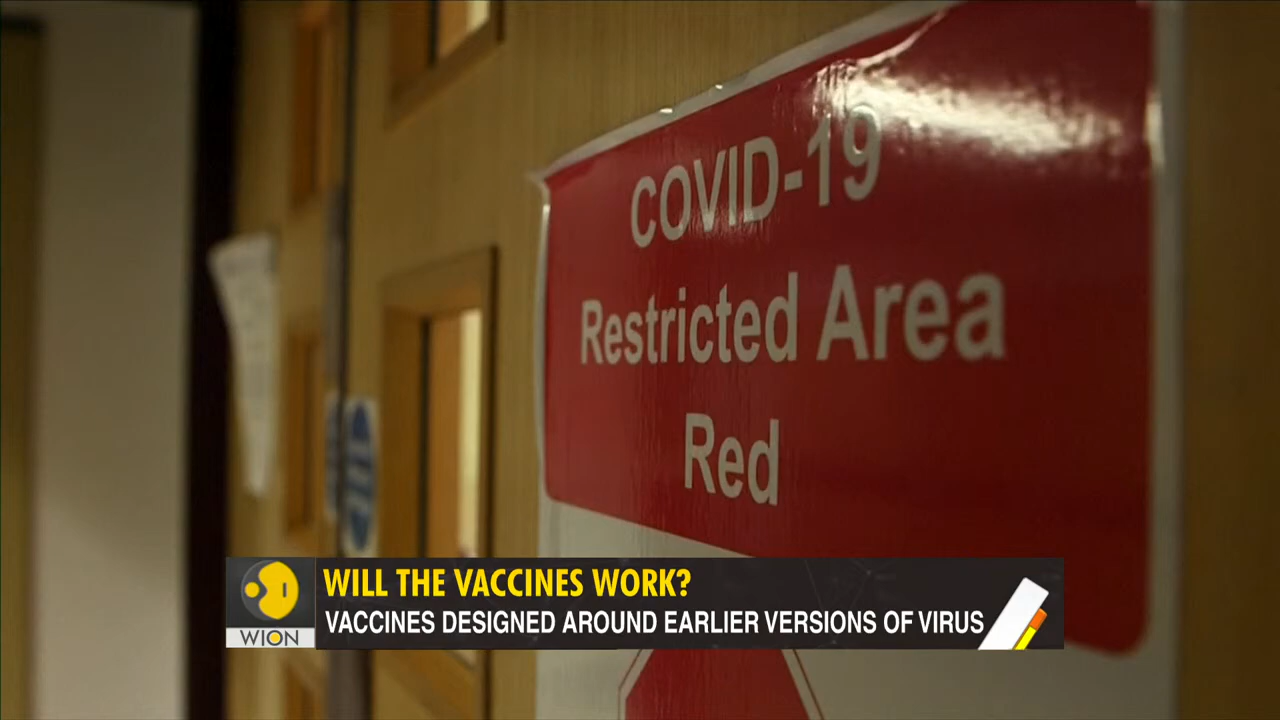 COVID-19
Restricted Area
Red
WILL THE VACCINES WORK?
VACCINES DESIGNED AROUND EARLIER VERSIONS OF VIRUS
WION